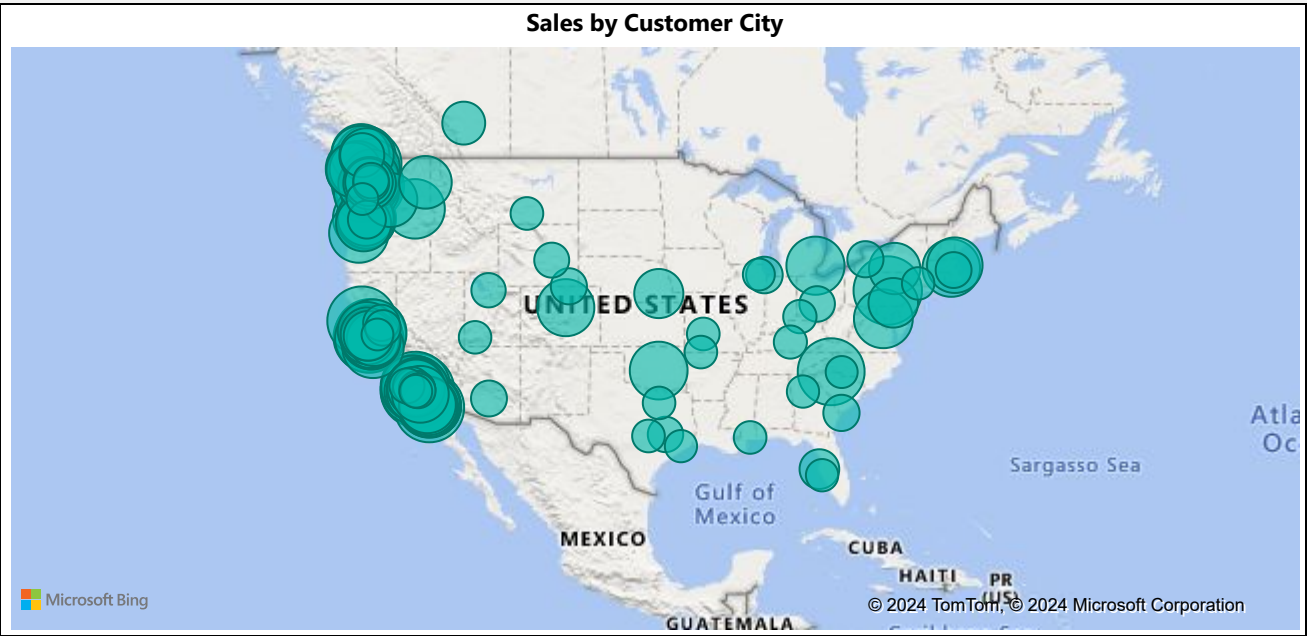 Sales by Customer City
UNITED STATES
Atla
Oc
Sargasso Sea
Gulf of
Mexico
MEXICO
CUBA
HAITI
PR
(US)
Microsoft Bing
© 2024 TomTom, © 2024 Microsoft Corporation
GUATEMALA